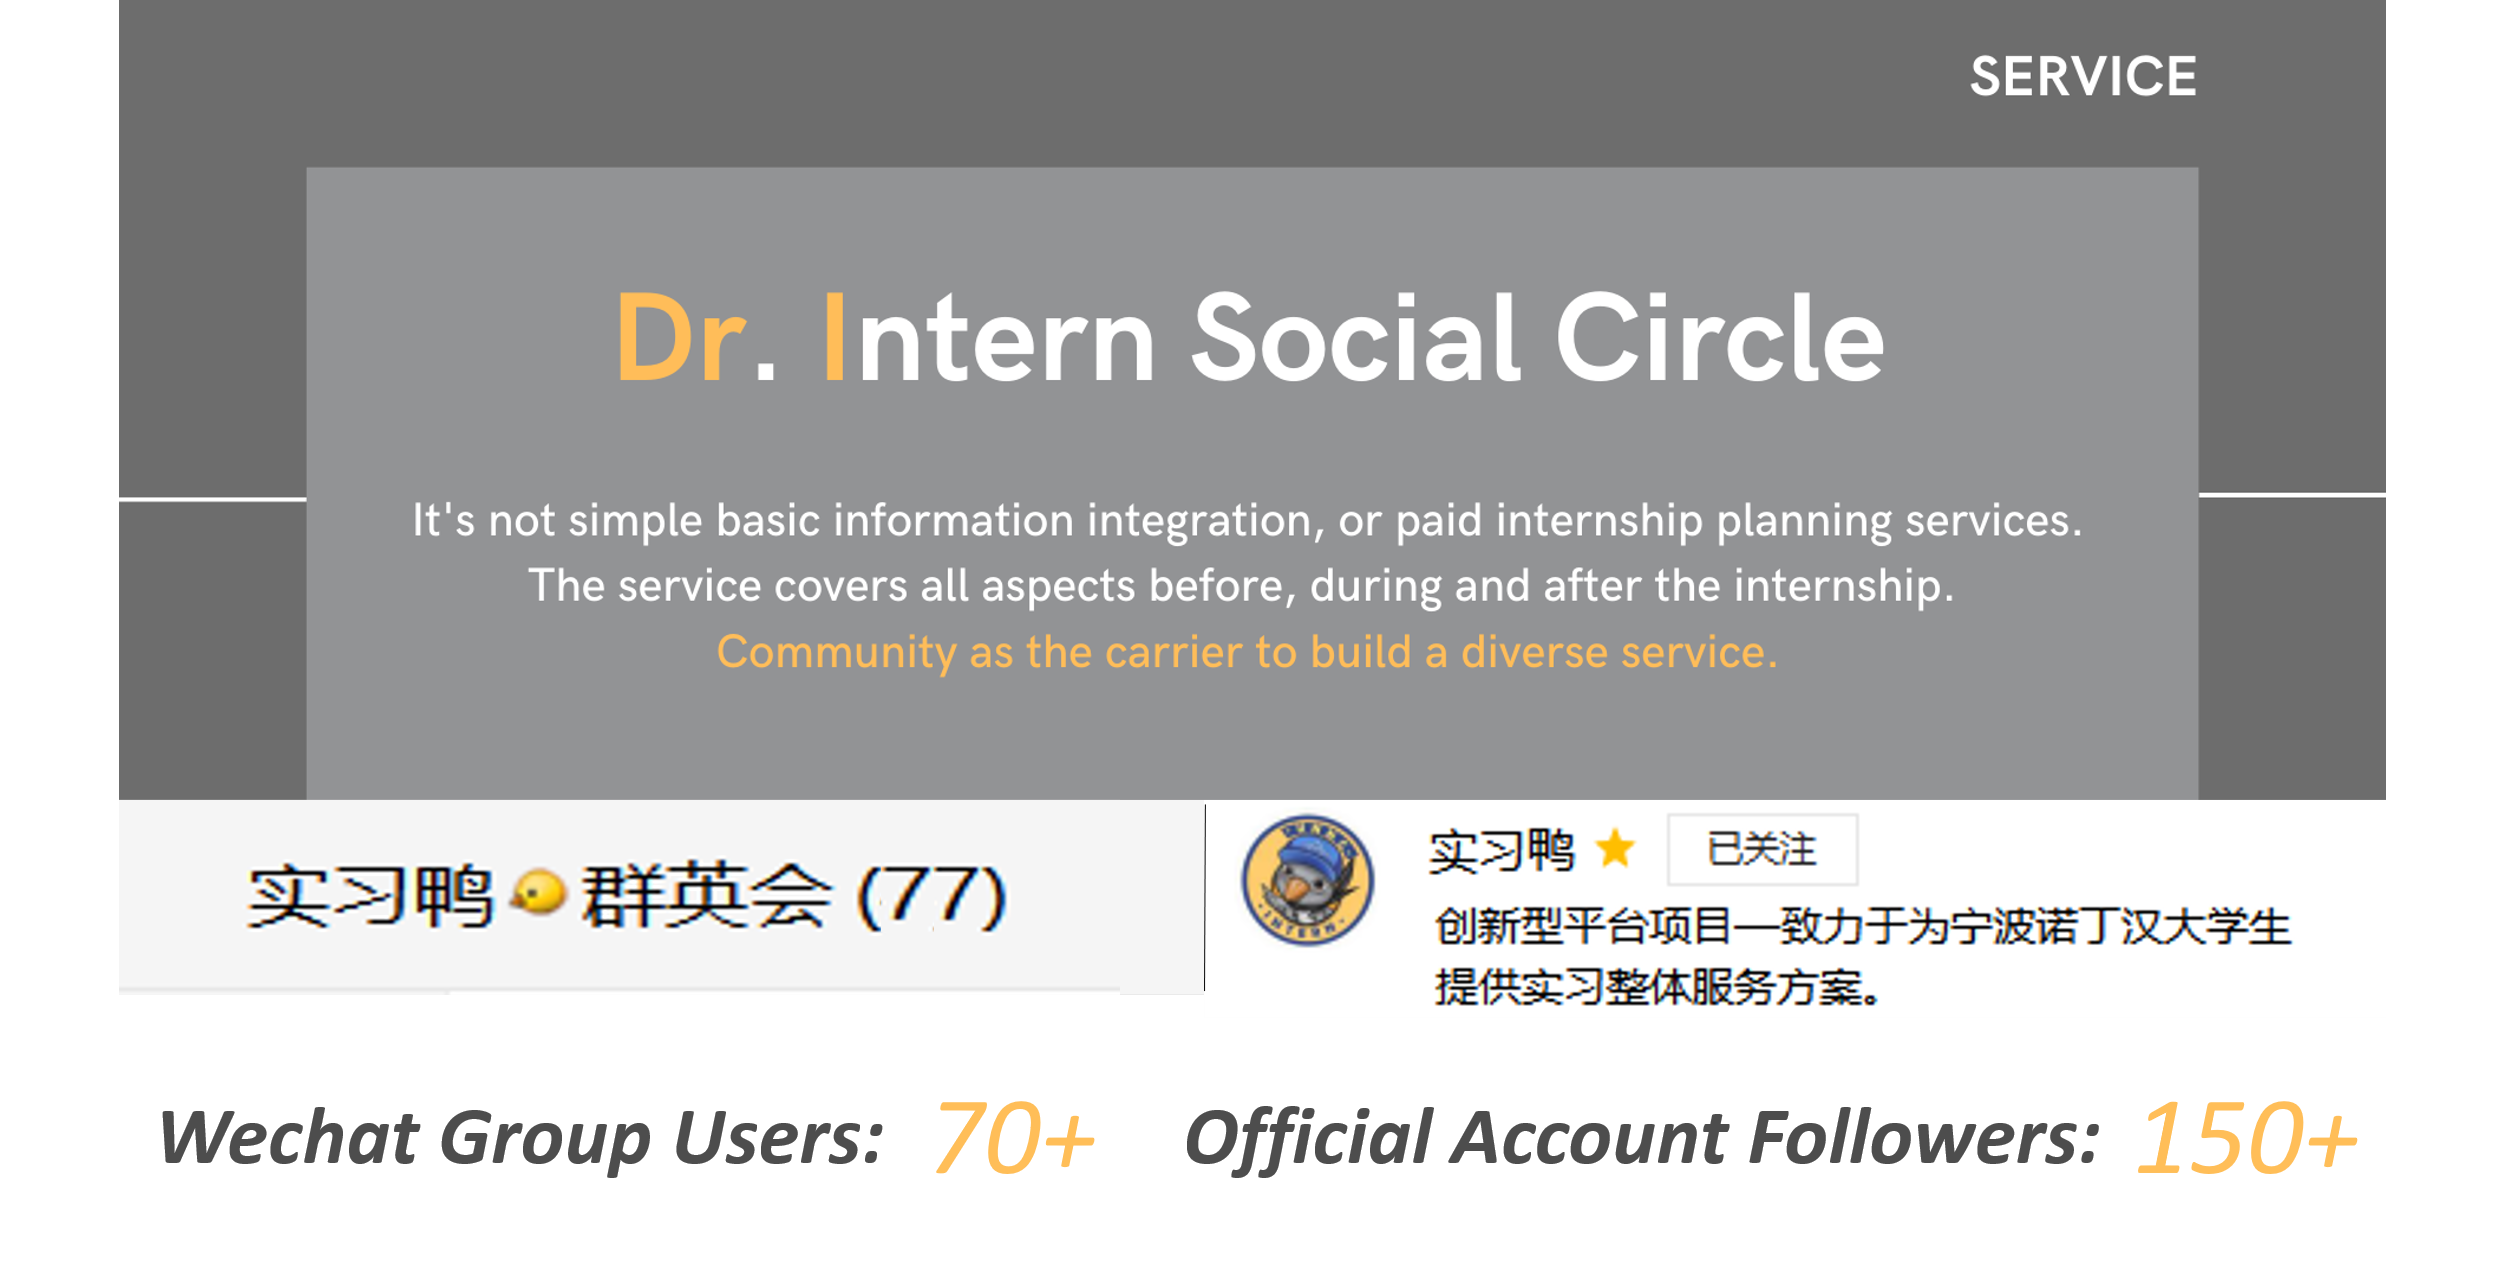 SERVICE
Dr. Intern Social Circle
It's not simple basic information integration, or paid internship planning services.
The service covers all aspects before, during and after the internship.
Community as the carrier to build a diverse service.
实习鸭🐤群英会 (77)
实习鸭 已关注
创新型平台项目—致力于为宁波诺丁汉大学生
提供实习整体服务方案。
INTERN
Wechat Group Users: 70+
Official Account Followers: 150+